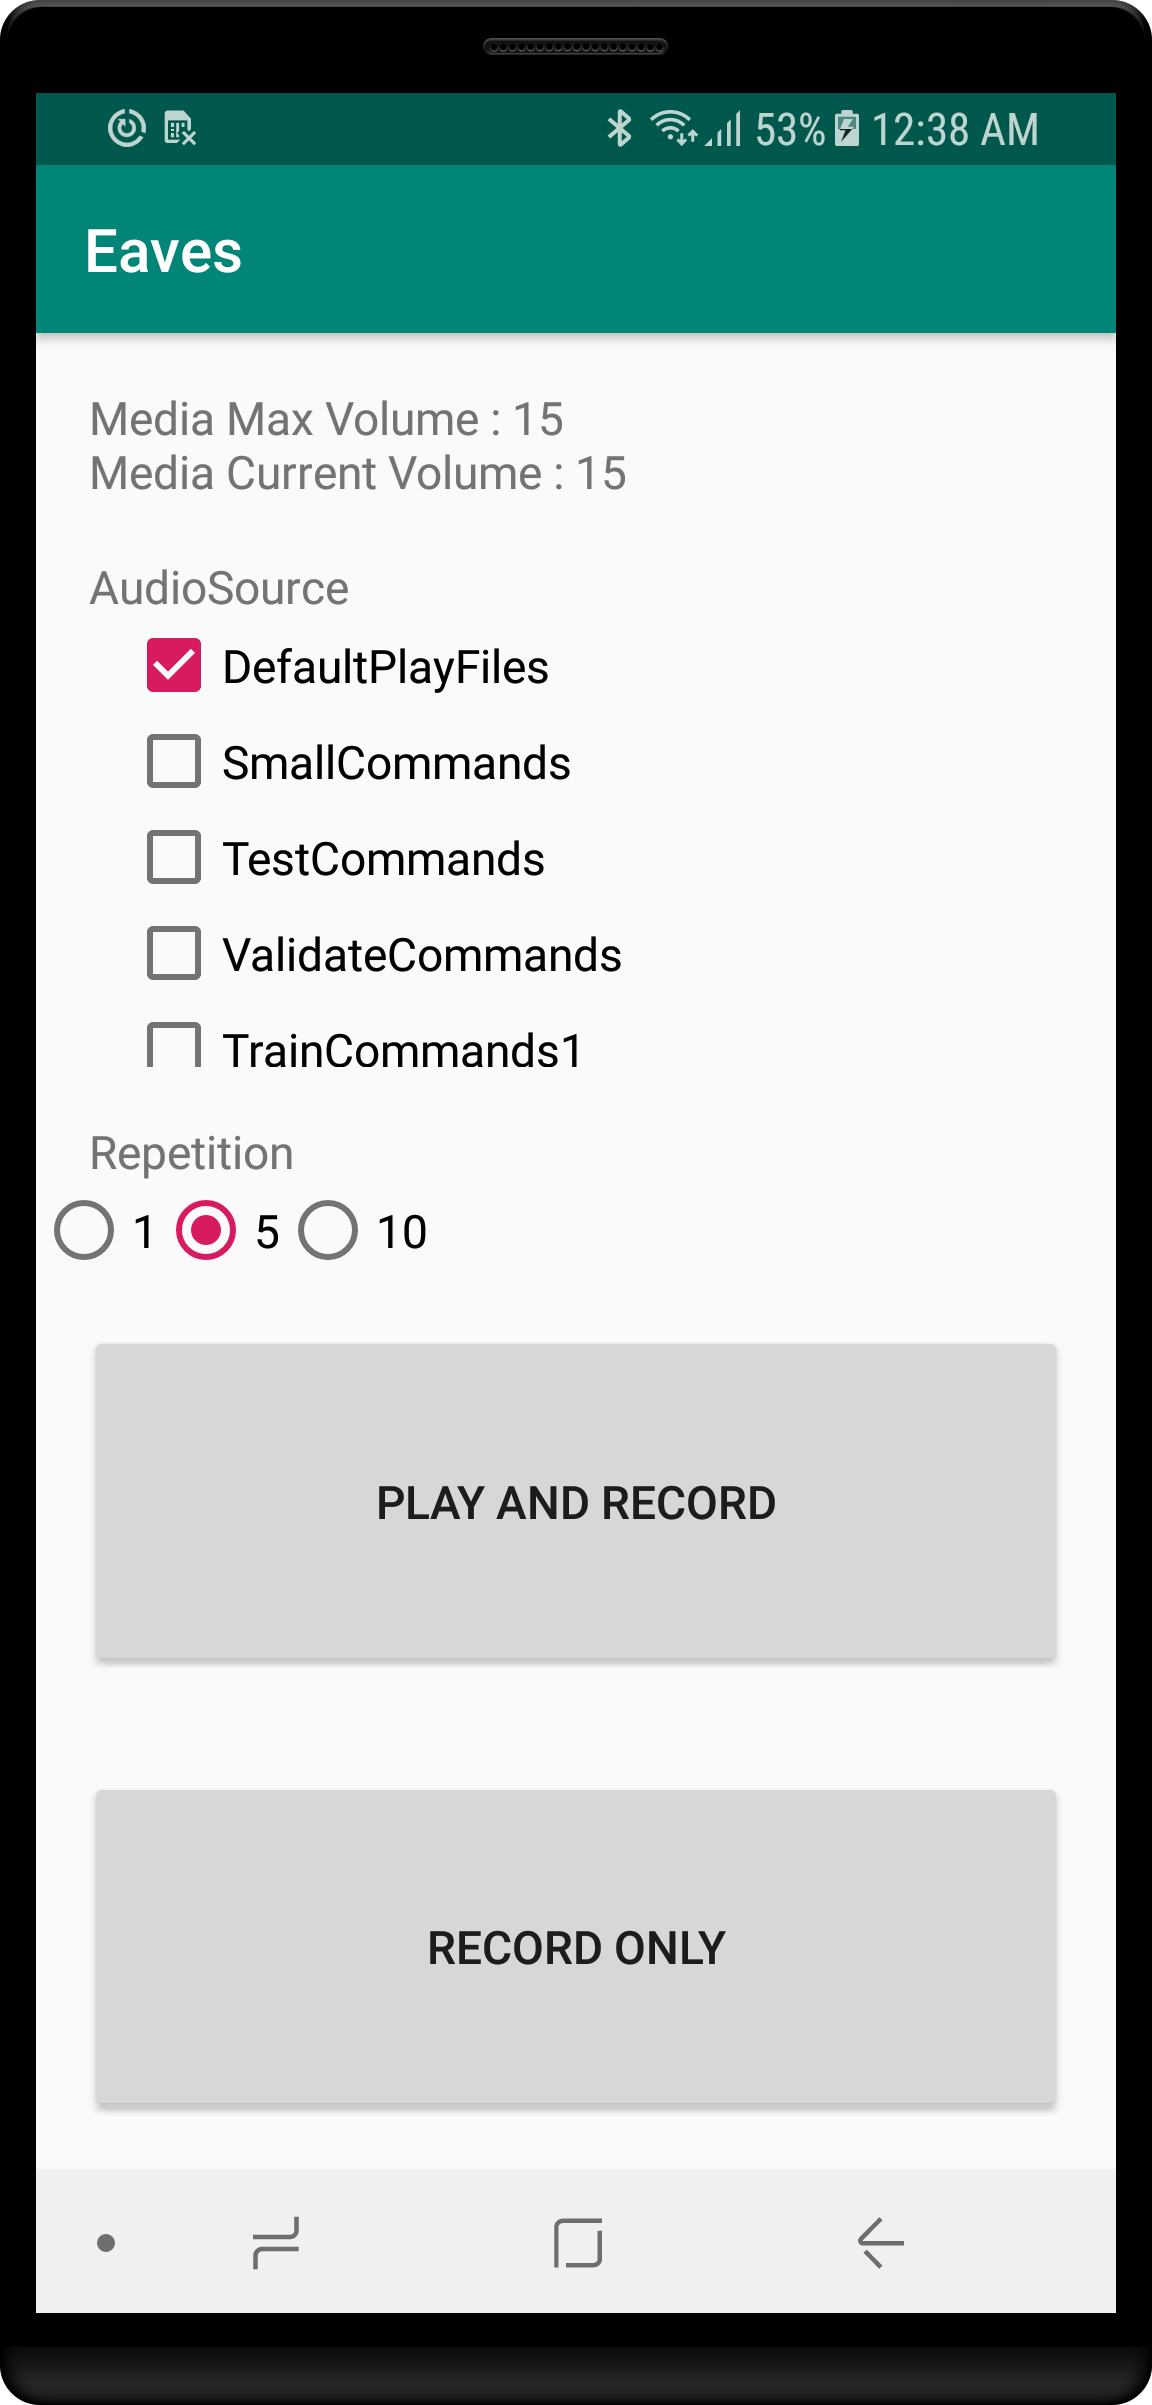 53% 12:38 AM
Eaves
Media Max Volume : 15
Media Current Volume : 15
AudioSource
DefaultPlayFiles
SmallCommands
TestCommands
ValidateCommands
TrainCommands1
Repetition
1 5 10
PLAY AND RECORD
RECORD ONLY